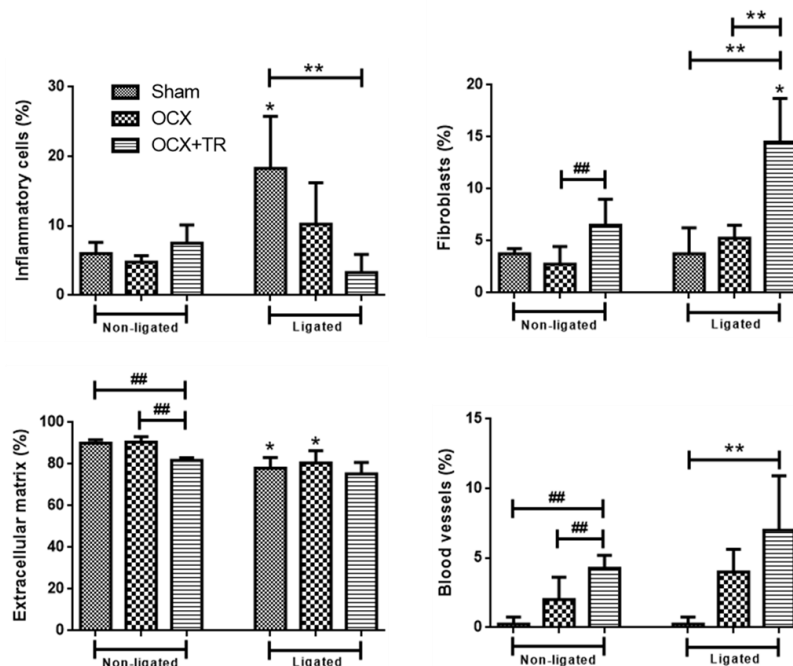 **
30
20
10
0
Inflammatory cells (%)
Sham
OCX
OCX+TR
*
Non-ligated
Ligated
**
**
20
15
10
5
0
Fibroblasts (%)
##
*
Non-ligated
Ligated
##
##
100
80
60
40
20
0
Extracellular matrix (%)
*
*
Non-ligated
Ligated
15
10
5
0
Blood vessels (%)
**
##
##
Non-ligated
Ligated